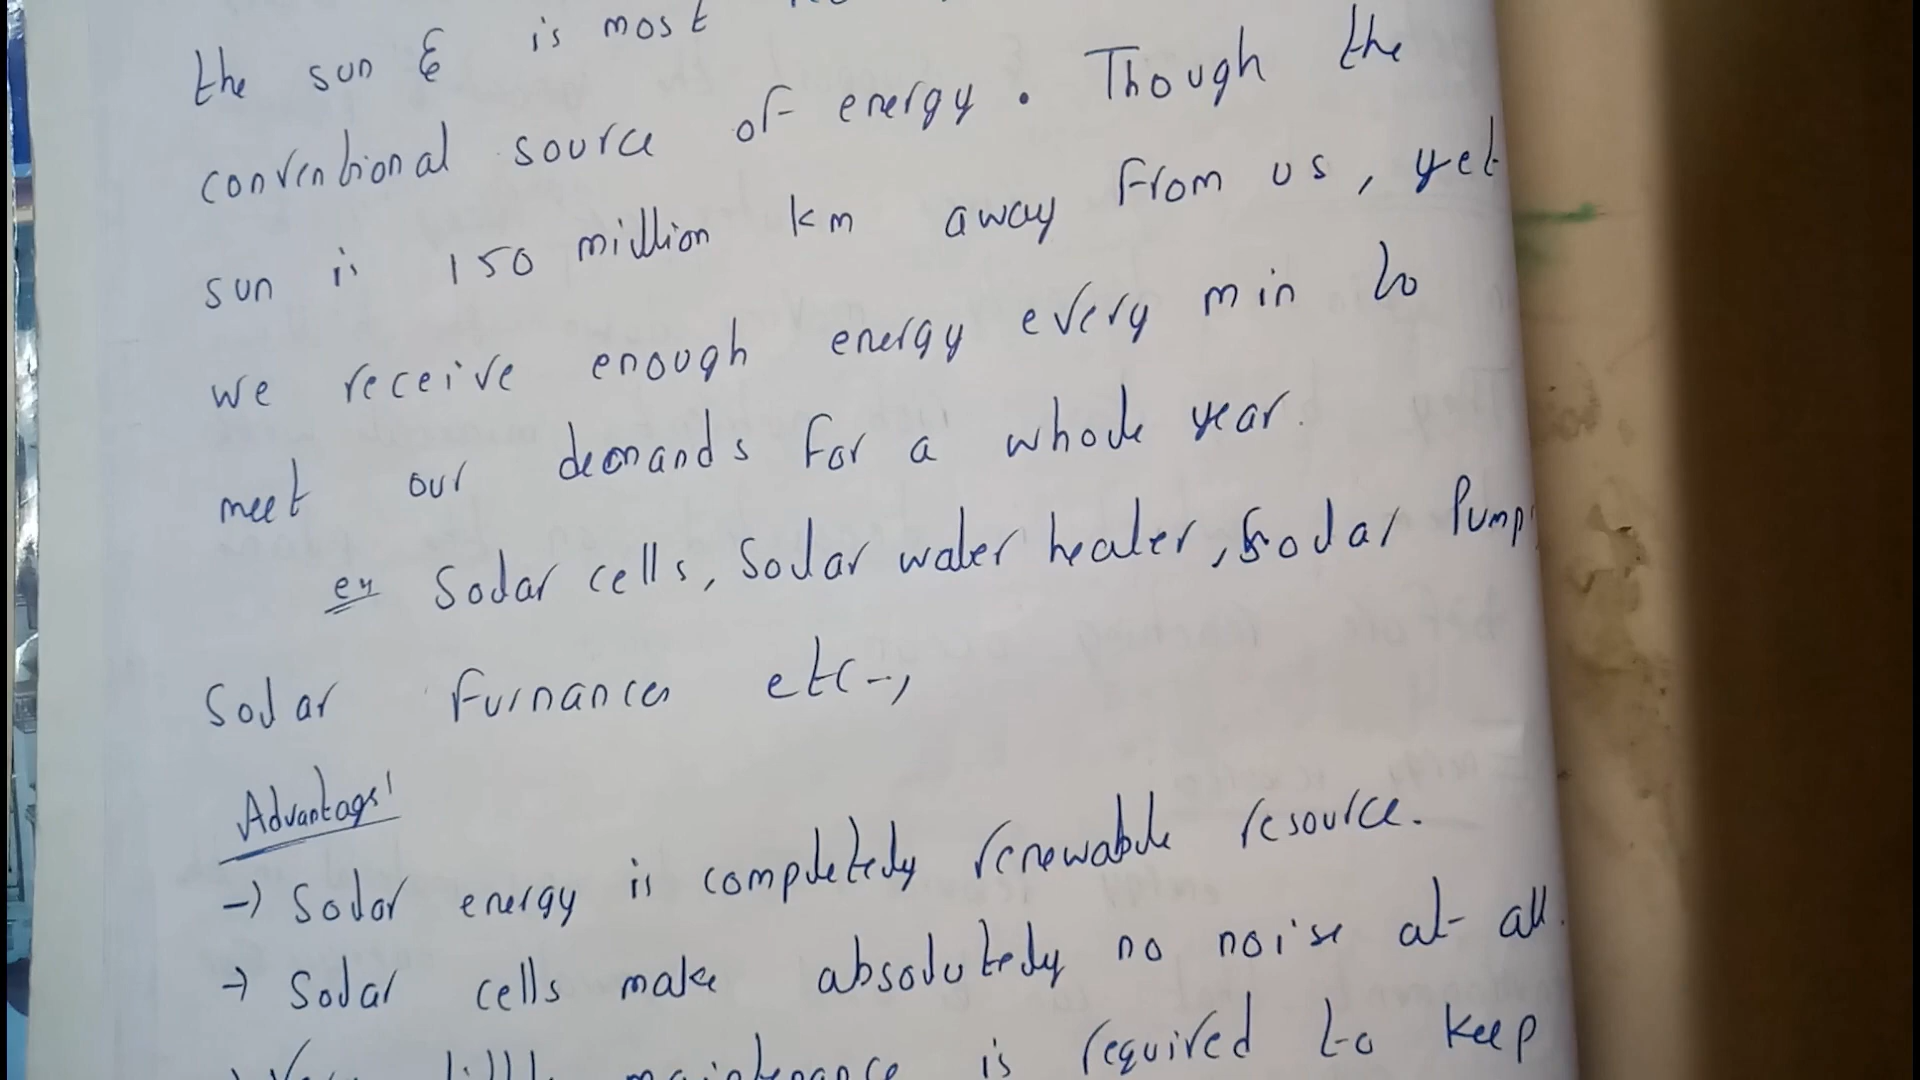 the sun & is most
conventional source of energy. Though the
sun is 150 million km away from us, yet
we receive enough energy every min to
meet our demands for a whole year.
ex Solar cells, Solar water heater, Solar Pump
Solar Furnances etc-,
Advantags'
→ Solar energy is completely renewable resource.
→ Solar cells make absolutely no noise at all.
maintenance is required to keep